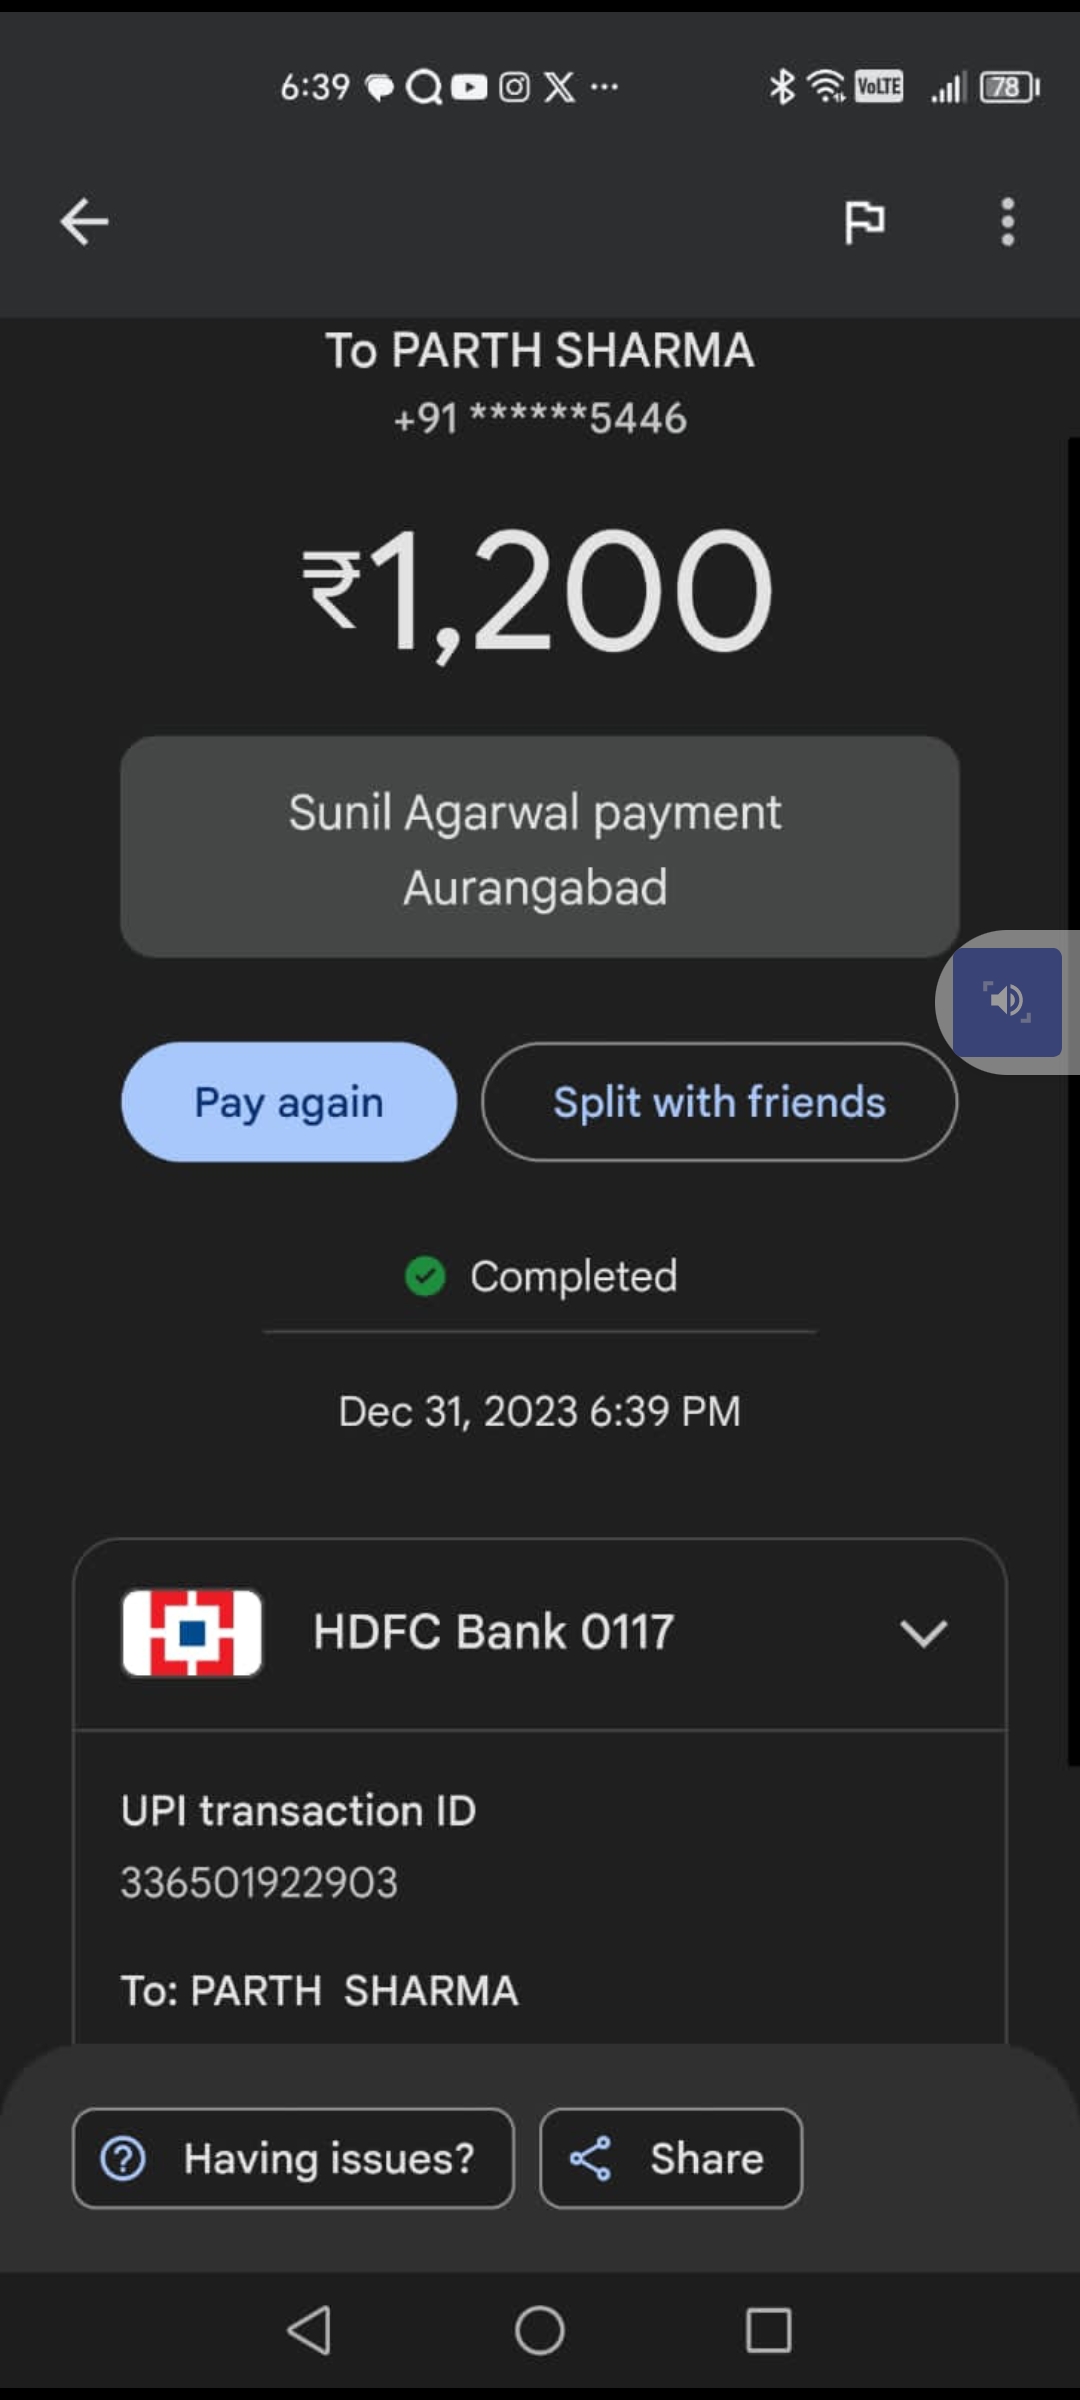 6:39 ... VoLTE 78
To PARTH SHARMA
+91 ******5446
₹1,200
Sunil Agarwal payment
Aurangabad
Pay again Split with friends
Completed
Dec 31, 2023 6:39 PM
HDFC Bank 0117
UPI transaction ID
336501922903
To: PARTH  SHARMA
Having issues? Share